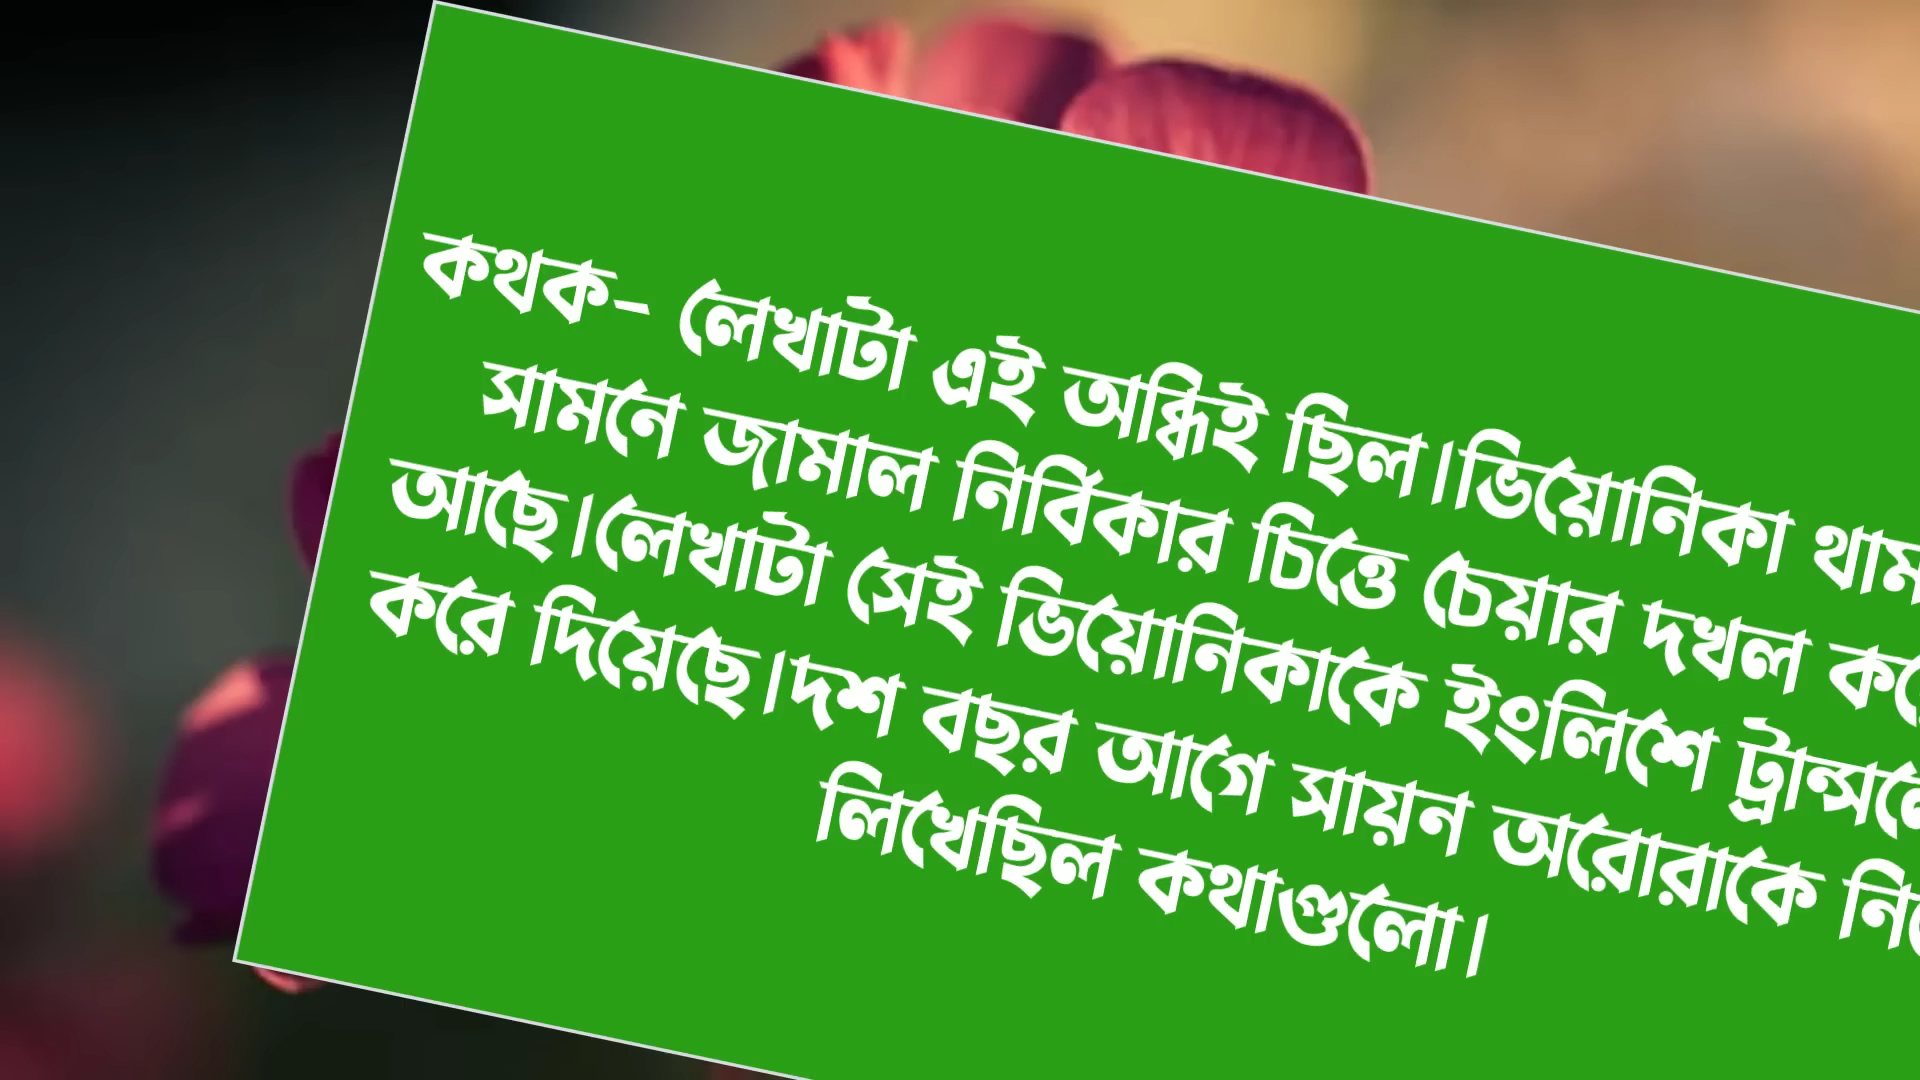 কথক- লেখাটা এই অব্ধিই ছিল।ভিয়োনিকা
সামনে জামাল নির্বিকার চিত্তে চেয়ার দখল
আছে।লেখাটা সেই ভিয়োনিকাকে ইংলিশে
করে দিয়েছে।দশ বছর আগে সায়ন অরোরাকে
লিখেছিল কথাগুলো।